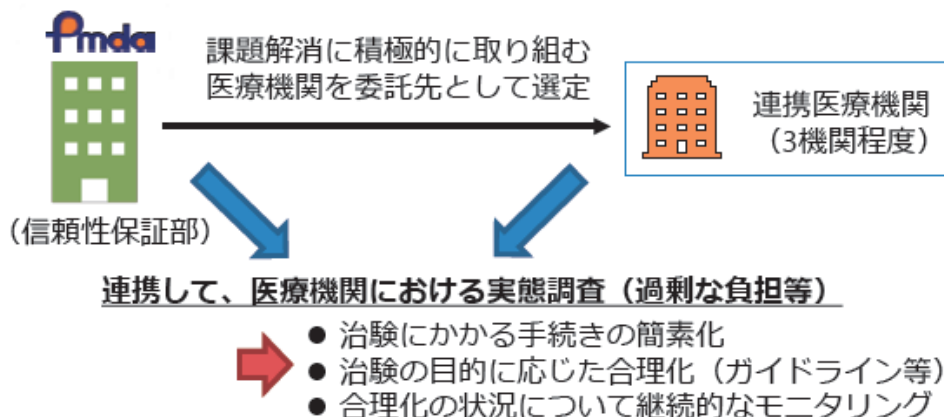 Pmda
課題解消に積極的に取り組む
医療機関を委託先として選定
連携医療機関
（3機関程度）
（信頼性保証部）
連携して、医療機関における実態調査（過剰な負担等）
● 治験にかかる手続きの簡素化
● 治験の目的に応じた合理化（ガイドライン等）
● 合理化の状況について継続的なモニタリング